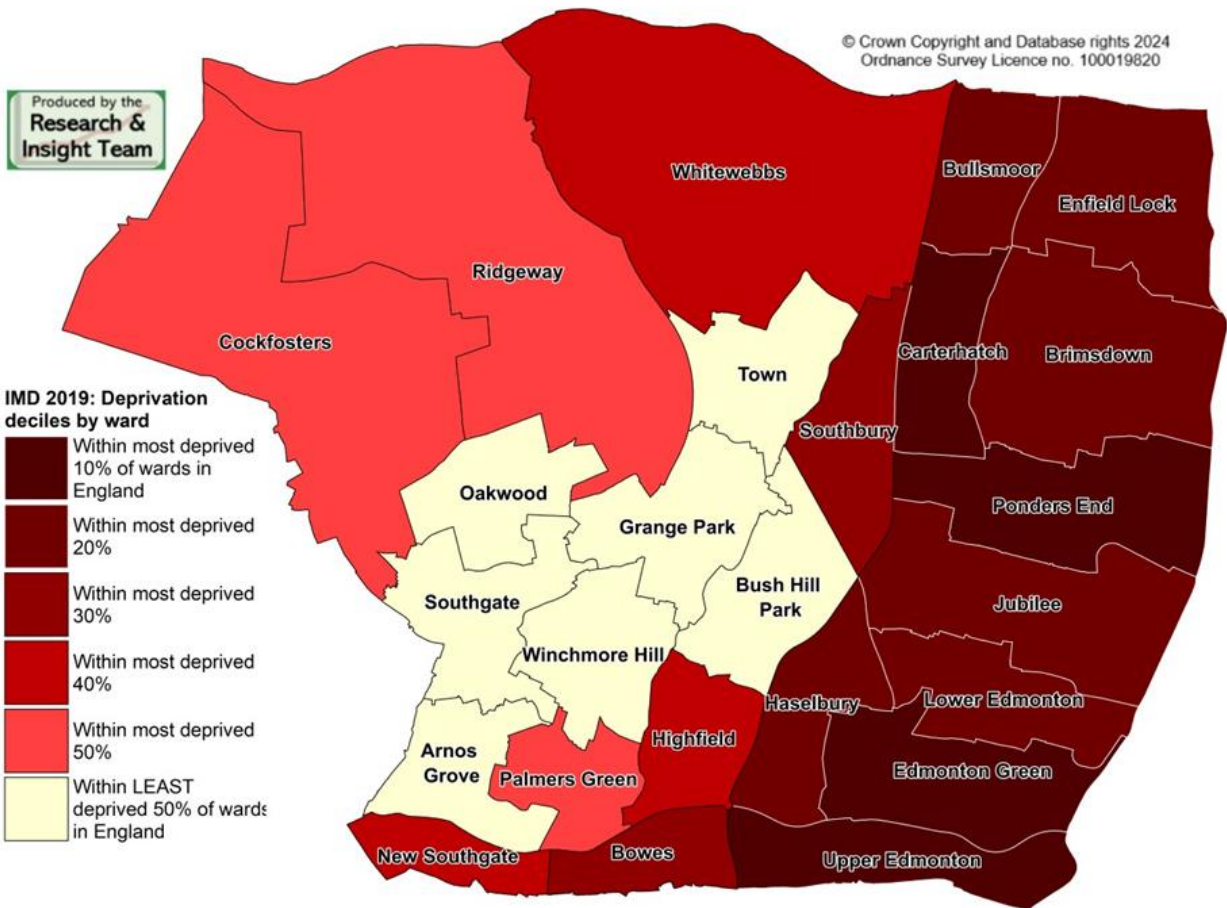 © Crown Copyright and Database rights 2024
Ordnance Survey Licence no. 100019820
Produced by the
Research &
Insight Team
Whitewebbs
Bullsmoor
Enfield Lock
Ridgeway
Cockfosters
Carterhatch
Brimsdown
Town
IMD 2019: Deprivation
deciles by ward
Within most deprived
10% of wards in
England
Within most deprived
20%
Within most deprived
30%
Within most deprived
40%
Within most deprived
50%
Within LEAST
deprived 50% of wards
in England
Southbury
Oakwood
Grange Park
Ponders End
Bush Hill
Park
Southgate
Jubilee
Winchmore Hill
Haselbury
Lower Edmonton
Highfield
Arnos
Grove
Palmers Green
Edmonton Green
New Southgate
Bowes
Upper Edmonton